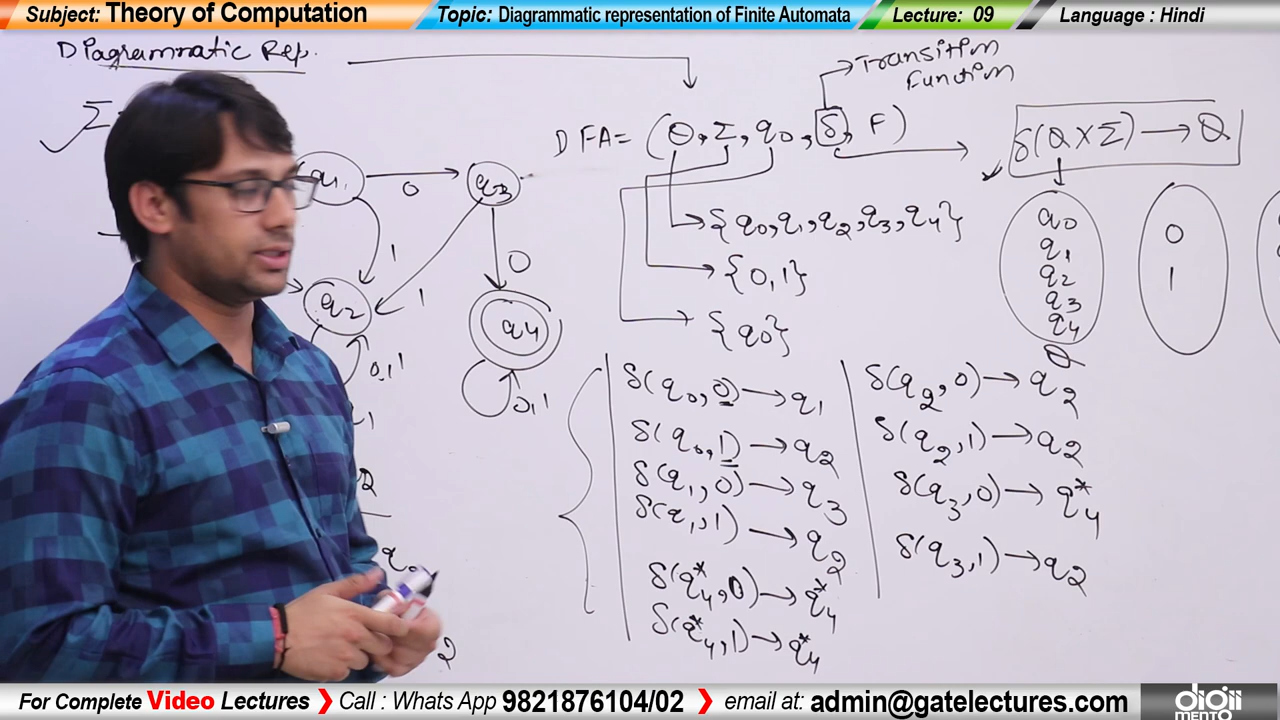 Subject: Theory of Computation Topic: Diagrammatic representation of Finite Automata Lecture: 09 Language : Hindi
Diagrammatic Rep.
Transition
Function
DFA = (Q, Σ, q0, δ, F)
δ(Q × Σ) → Q
Σ
q1 0 q3
1
1
0
q2
q4
0,1
0,1
{q0, q1, q2, q3, q4}
{0, 1}
{q0}
q0
q1
q2
q3
q4
Q
0
1
δ(q0, 0) → q1
δ(q0, 1) → q2
δ(q1, 0) → q3
δ(q1, 1) → q2
δ(q4*, 0) → q4*
δ(q4*, 1) → q4*
δ(q2, 0) → q2
δ(q2, 1) → q2
δ(q3, 0) → q4*
δ(q3, 1) → q2
For Complete Video Lectures ❯ Call : Whats App 9821876104/02 ❯ email at: admin@gatelectures.com
digii
MENTO